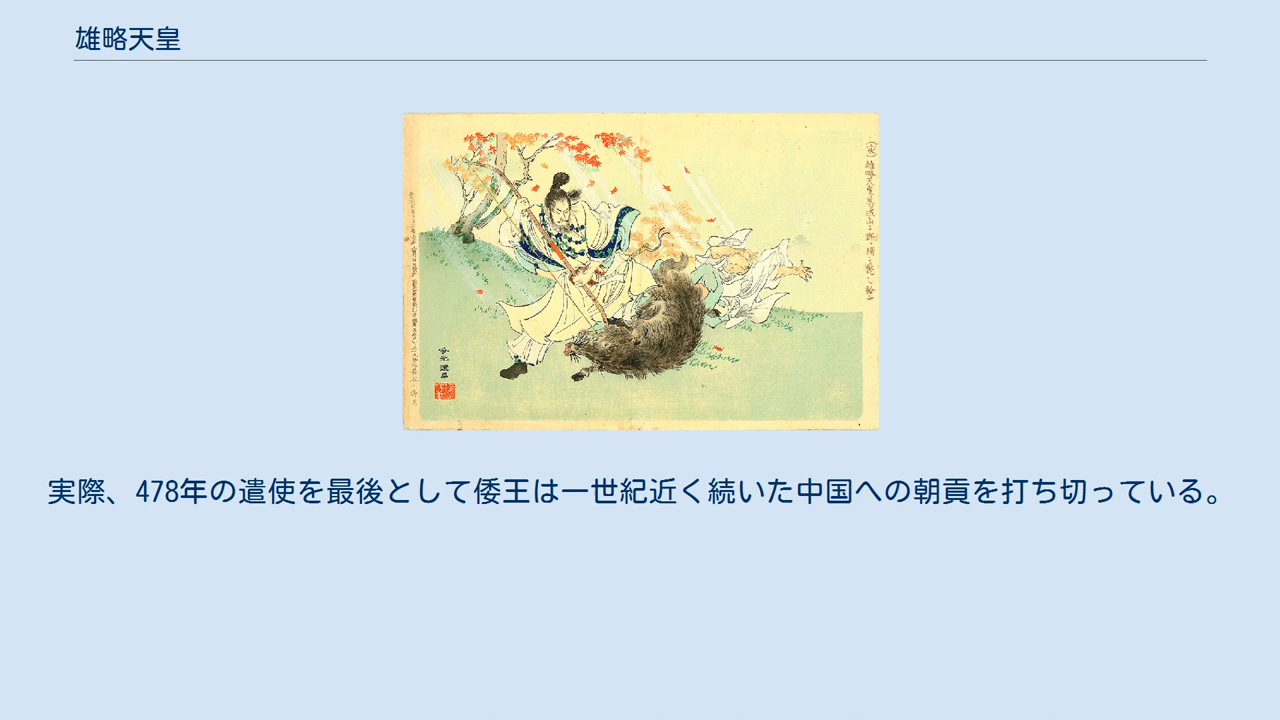 雄略天皇
実際、478年の遣使を最後として倭王は一世紀近く続いた中国への朝貢を打ち切っている。